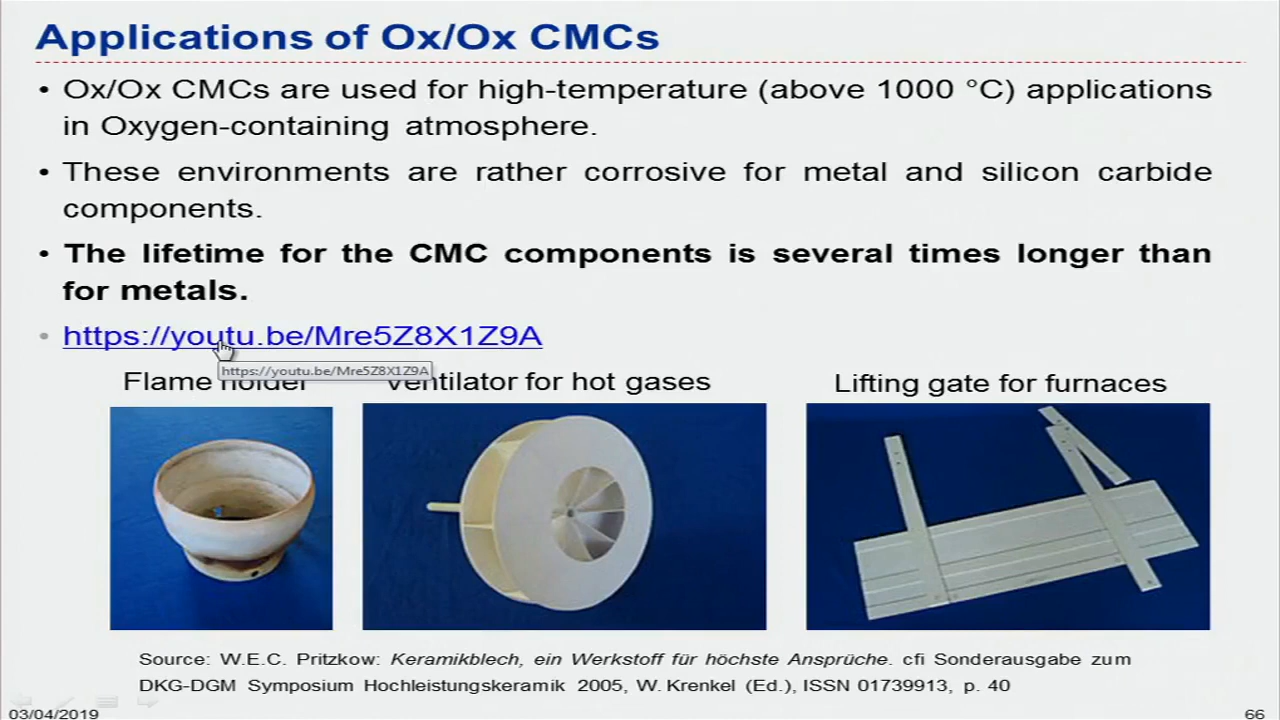 Applications of Ox/Ox CMCs
• Ox/Ox CMCs are used for high-temperature (above 1000 °C) applications
in Oxygen-containing atmosphere.
• These environments are rather corrosive for metal and silicon carbide
components.
• The lifetime for the CMC components is several times longer than
for metals.
• https://youtu.be/Mre5Z8X1Z9A
https://youtu.be/Mre5Z8X1Z9A
Flame holder Ventilator for hot gases Lifting gate for furnaces
Source: W.E.C. Pritzkow: Keramikblech, ein Werkstoff für höchste Ansprüche. cfi Sonderausgabe zum
DKG-DGM Symposium Hochleistungskeramik 2005, W. Krenkel (Ed.), ISSN 01739913, p. 40
03/04/2019 66